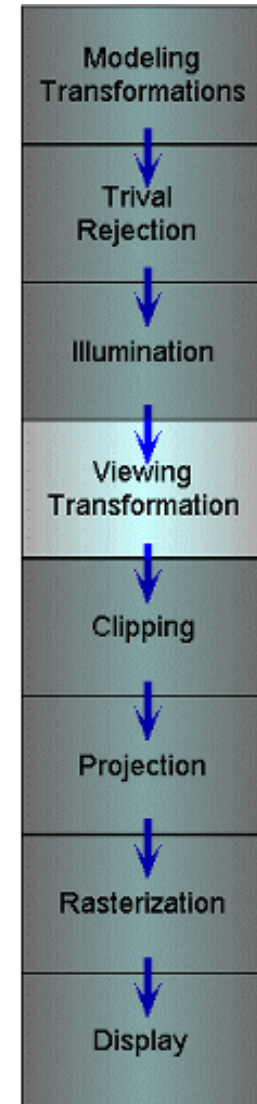 Modeling
Transformations
Trival
Rejection
Illumination
Viewing
Transformation
Clipping
Projection
Rasterization
Display